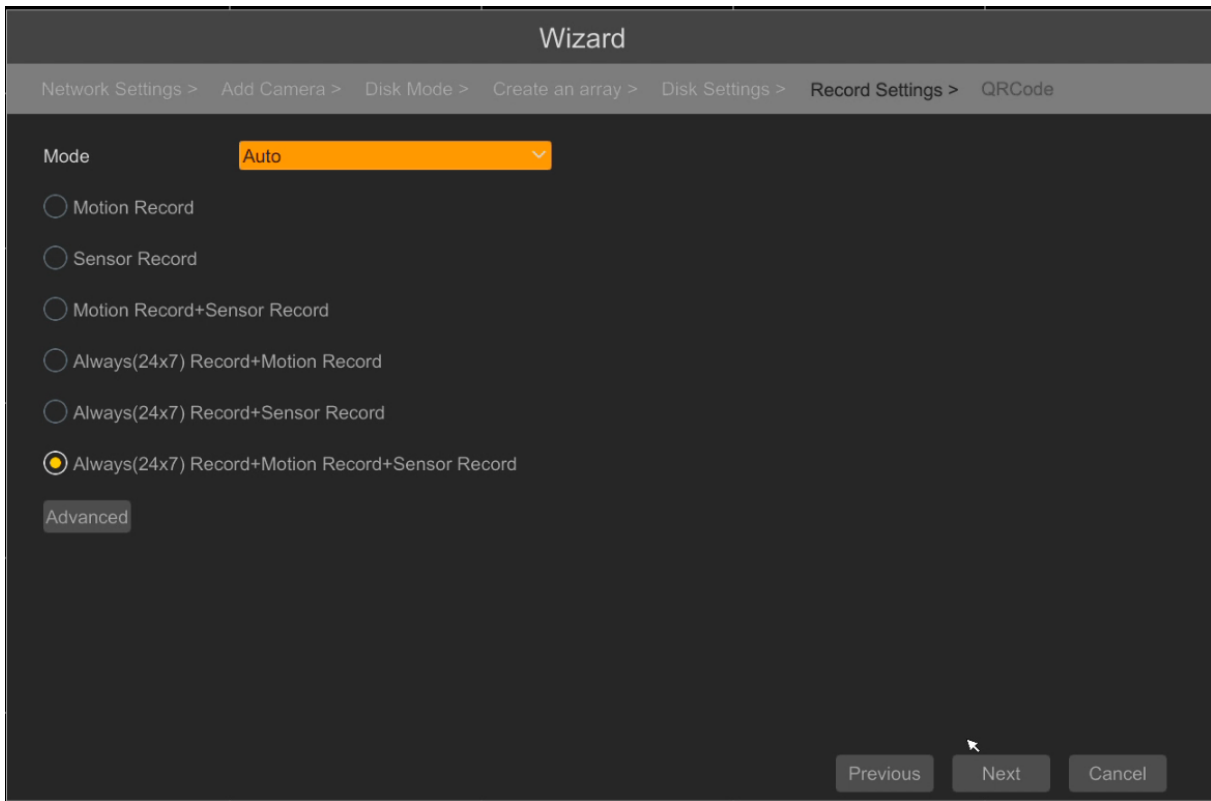 Wizard
Network Settings > Add Camera > Disk Mode > Create an array > Disk Settings > Record Settings > QRCode
Mode Auto
Motion Record
Sensor Record
Motion Record+Sensor Record
Always(24x7) Record+Motion Record
Always(24x7) Record+Sensor Record
Always(24x7) Record+Motion Record+Sensor Record
Advanced
Previous Next Cancel